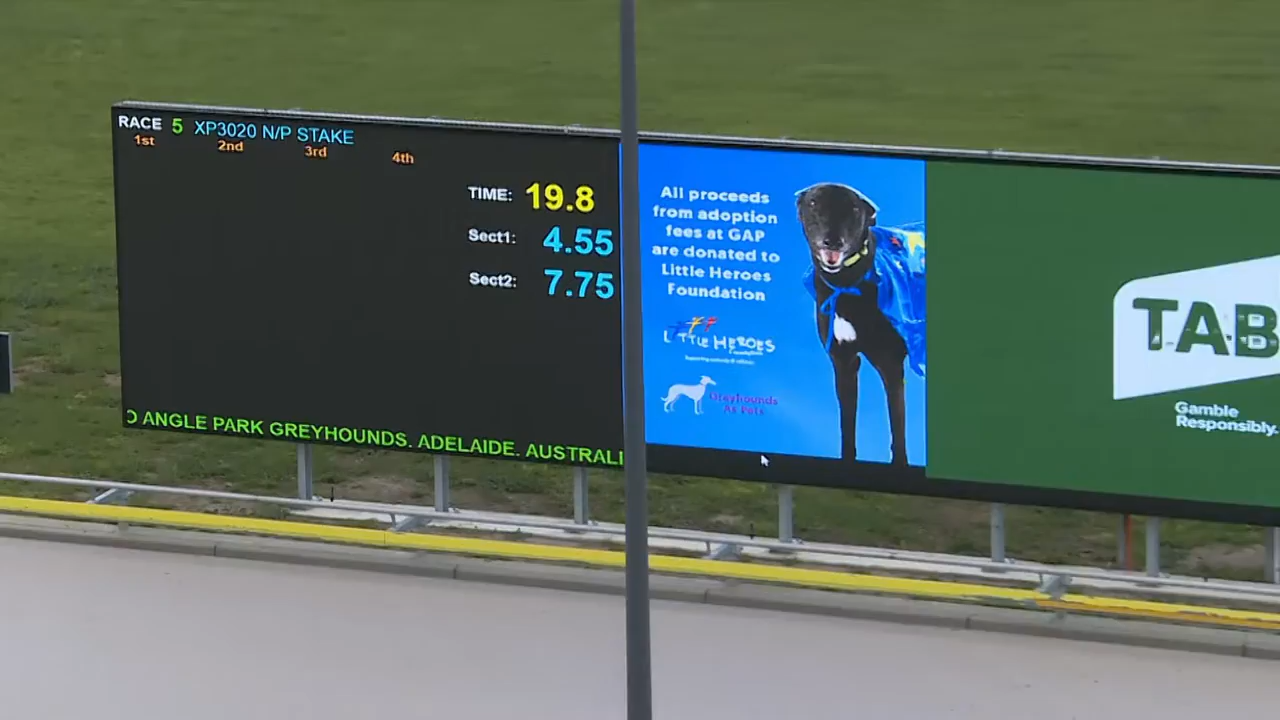 RACE 5 XP3020 N/P STAKE
1st 2nd 3rd 4th
TIME: 19.8
Sect1: 4.55
Sect2: 7.75
ANGLE PARK GREYHOUNDS. ADELAIDE. AUSTRALI
All proceeds
from adoption
fees at GAP
are donated to
Little Heroes
Foundation
LITTLE HEROES
Foundation
Greyhounds
As Pets
TAB
Gamble
Responsibly.